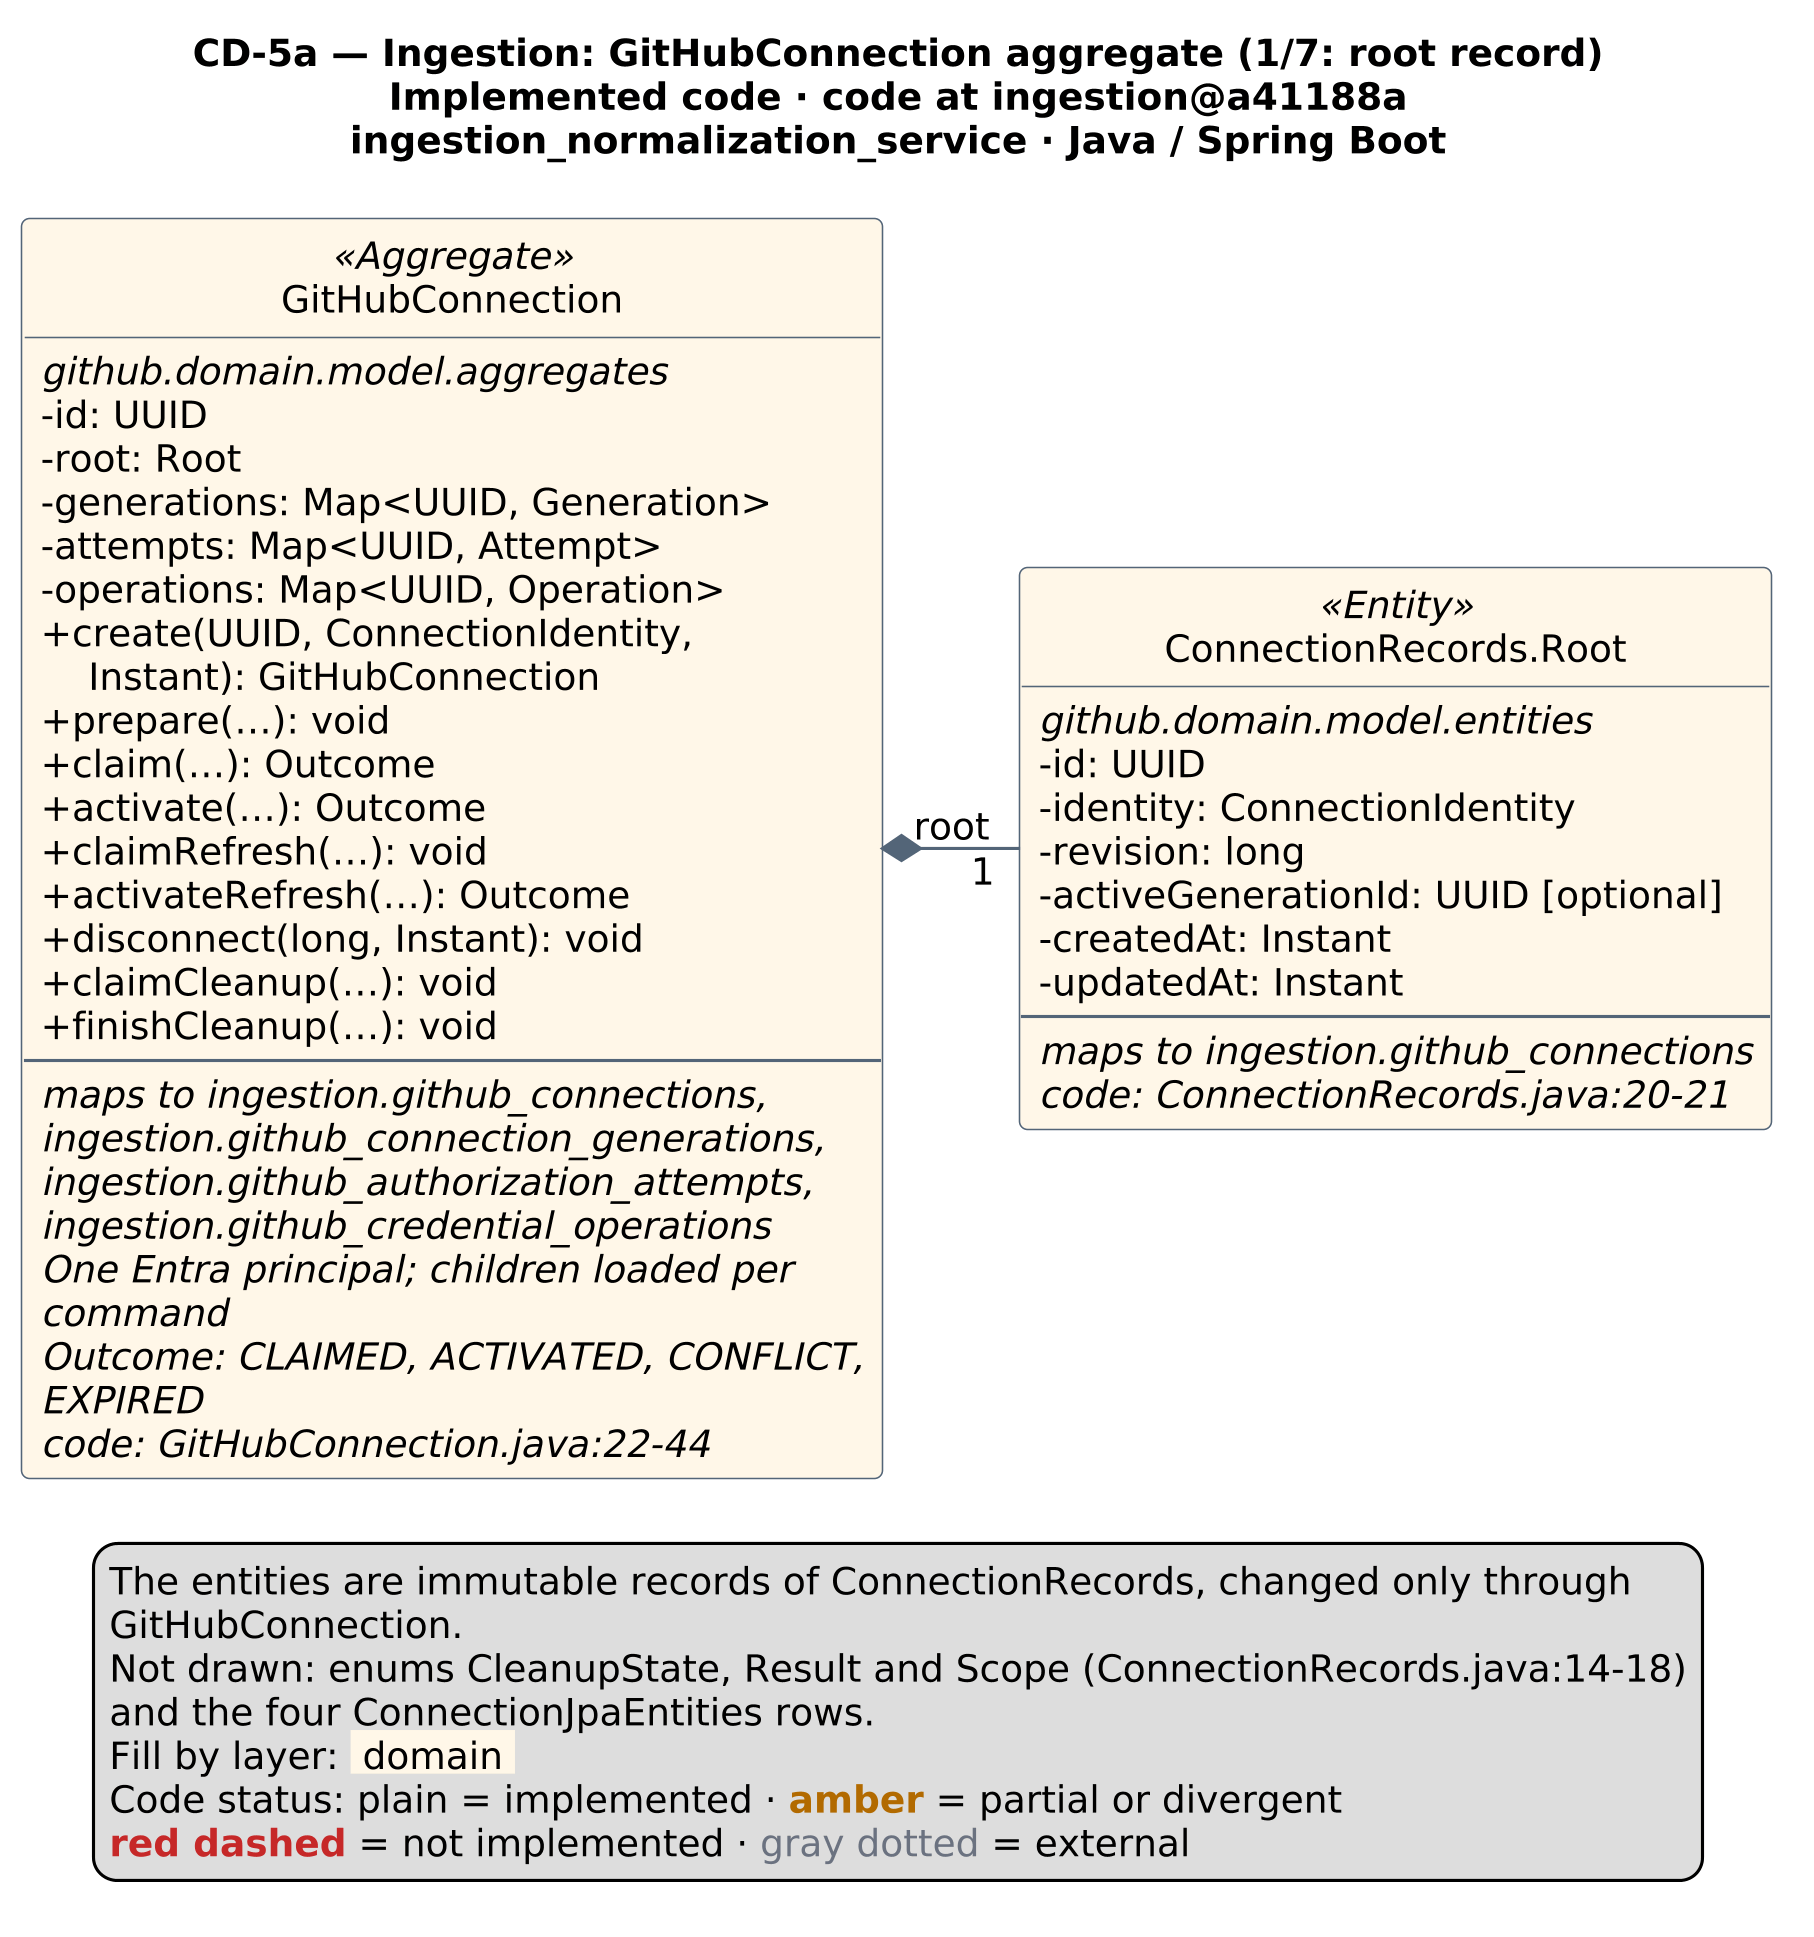 CD-5a — Ingestion: GitHubConnection aggregate (1/7: root record)
Implemented code · code at ingestion@a41188a
ingestion_normalization_service · Java / Spring Boot
«Aggregate»
GitHubConnection
github.domain.model.aggregates
-id: UUID
-root: Root
-generations: Map<UUID, Generation>
-attempts: Map<UUID, Attempt>
-operations: Map<UUID, Operation>
+create(UUID, ConnectionIdentity,
Instant): GitHubConnection
+prepare(...): void
+claim(...): Outcome
+activate(...): Outcome
+claimRefresh(...): void
+activateRefresh(...): Outcome
+disconnect(long, Instant): void
+claimCleanup(...): void
+finishCleanup(...): void
maps to ingestion.github_connections,
ingestion.github_connection_generations,
ingestion.github_authorization_attempts,
ingestion.github_credential_operations
One Entra principal; children loaded per
command
Outcome: CLAIMED, ACTIVATED, CONFLICT,
EXPIRED
code: GitHubConnection.java:22-44
root
1
«Entity»
ConnectionRecords.Root
github.domain.model.entities
-id: UUID
-identity: ConnectionIdentity
-revision: long
-activeGenerationId: UUID [optional]
-createdAt: Instant
-updatedAt: Instant
maps to ingestion.github_connections
code: ConnectionRecords.java:20-21
The entities are immutable records of ConnectionRecords, changed only through
GitHubConnection.
Not drawn: enums CleanupState, Result and Scope (ConnectionRecords.java:14-18)
and the four ConnectionJpaEntities rows.
Fill by layer: domain
Code status: plain = implemented · amber = partial or divergent
red dashed = not implemented · gray dotted = external